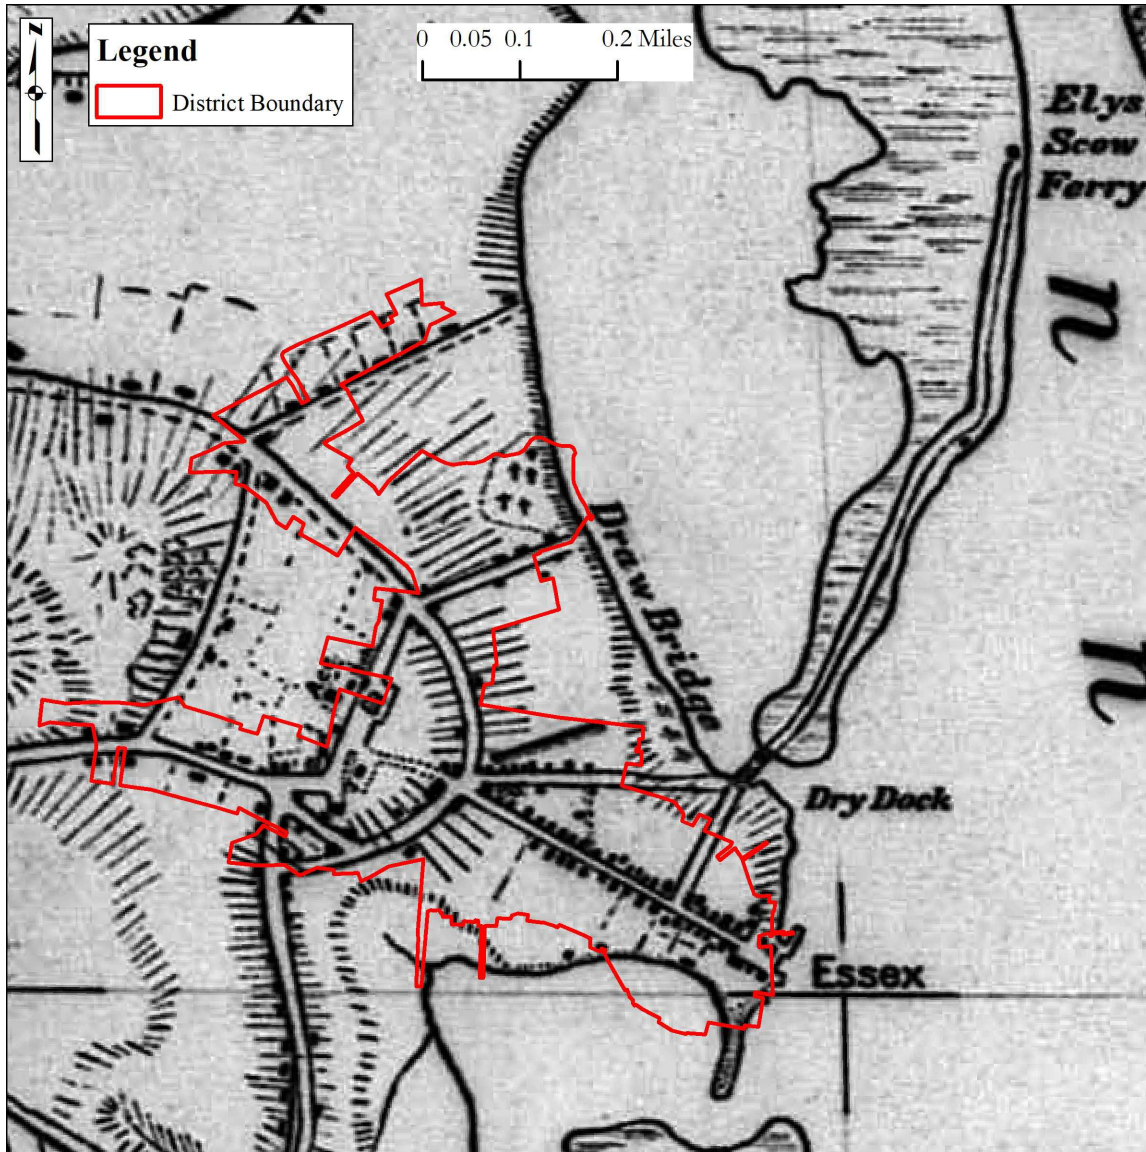 Z
Legend
District Boundary
0 0.05 0.1 0.2 Miles
Elys
Scow
Ferry
n
Draw Bridge
n
Dry Dock
Essex